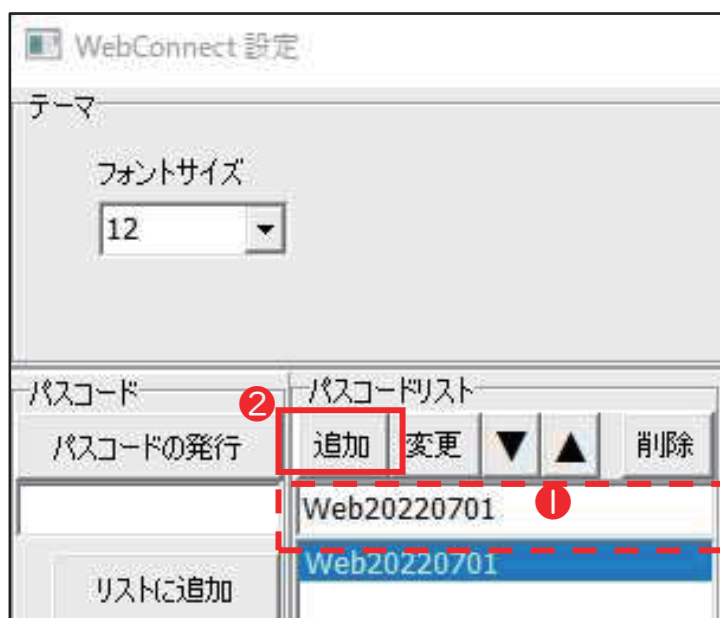 WebConnect 設定
テーマ
フォントサイズ
12
パスコード
パスコードの発行
リストに追加
パスコードリスト
❷
追加 変更 ▼ ▲ 削除
Web20220701 ❶
Web20220701